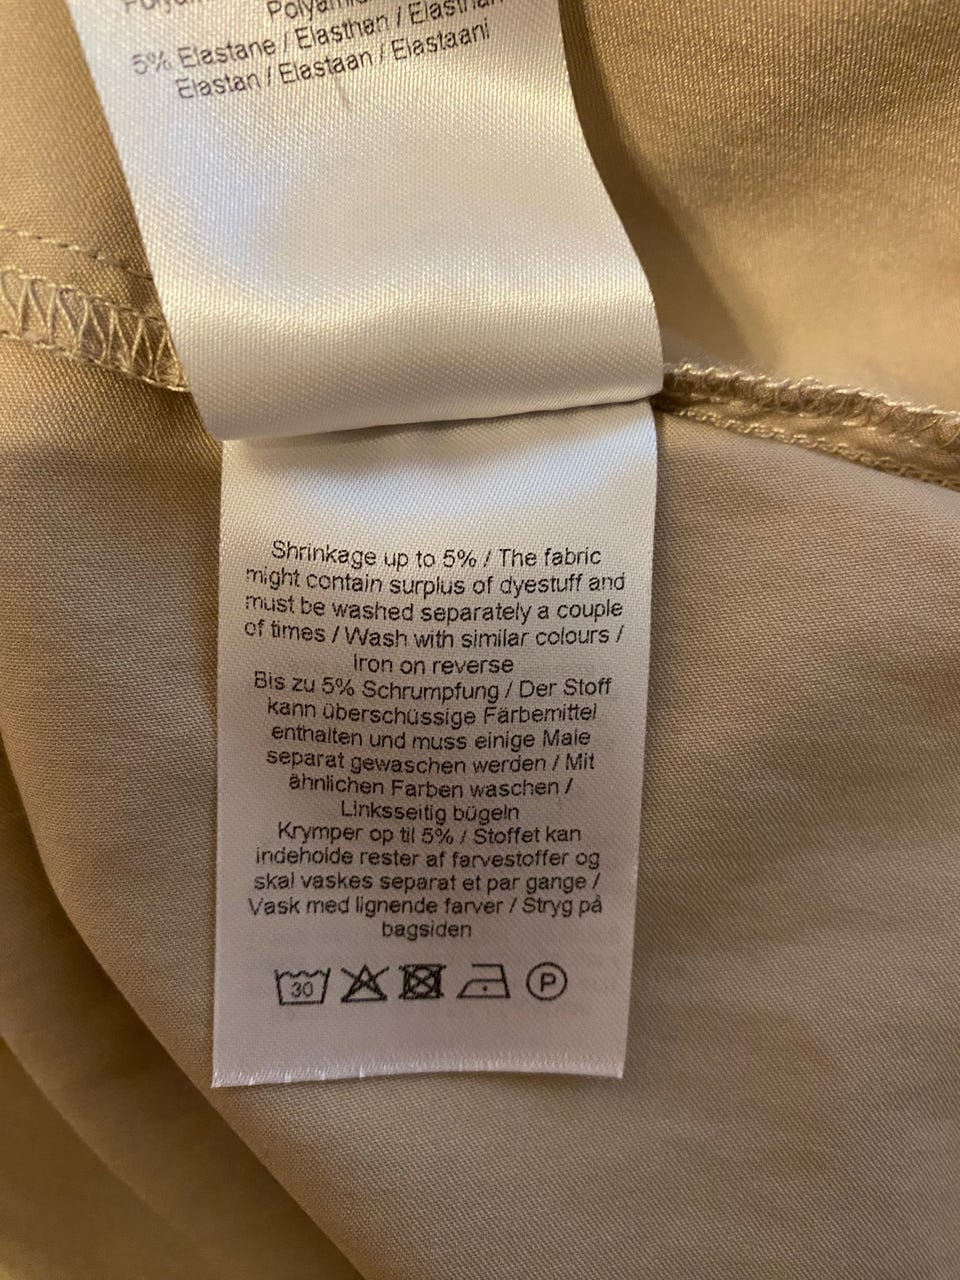 5% Elastane / Elasthan / Elasthan
Elastan / Elastaan / Elastaani
Shrinkage up to 5% / The fabric
might contain surplus of dyestuff and
must be washed separately a couple
of times / Wash with similar colours /
Iron on reverse
Bis zu 5% Schrumpfung / Der Stoff
kann überschüssige Färbemittel
enthalten und muss einige Male
separat gewaschen werden / Mit
ähnlichen Farben waschen /
Linksseitig bügeln
Krymper op til 5% / Stoffet kan
indeholde rester af farvestoffer og
skal vaskes separat et par gange /
Vask med lignende farver / Stryg på
bagsiden
30 P